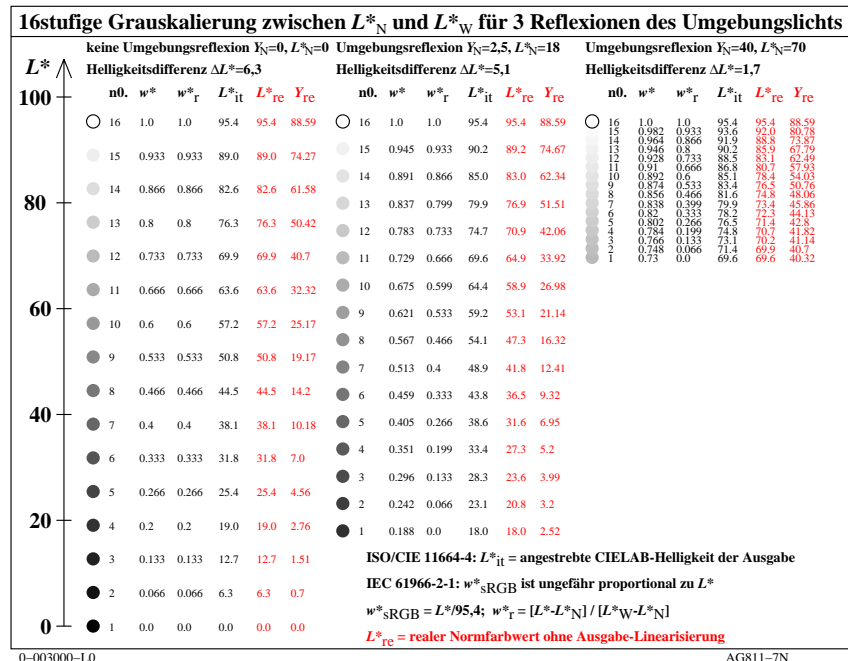 16stufige Grauskalierung zwischen L*N und L*W für 3 Reflexionen des Umgebungslichts
keine Umgebungsreflexion YN=0, L*N=0
Helligkeitsdifferenz ΔL*=6,3
L*
100
80
60
40
20
0
n0. w* w*r L*it L*re Yre
16 1.0 1.0 95.4 95.4 88.59
15 0.933 0.933 89.0 89.0 74.27
14 0.866 0.866 82.6 82.6 61.58
13 0.8 0.8 76.3 76.3 50.42
12 0.733 0.733 69.9 69.9 40.7
11 0.666 0.666 63.6 63.6 32.32
10 0.6 0.6 57.2 57.2 25.17
9 0.533 0.533 50.8 50.8 19.17
8 0.466 0.466 44.5 44.5 14.2
7 0.4 0.4 38.1 38.1 10.18
6 0.333 0.333 31.8 31.8 7.0
5 0.266 0.266 25.4 25.4 4.56
4 0.2 0.2 19.0 19.0 2.76
3 0.133 0.133 12.7 12.7 1.51
2 0.066 0.066 6.3 6.3 0.7
1 0.0 0.0 0.0 0.0 0.0
Umgebungsreflexion YN=2,5, L*N=18
Helligkeitsdifferenz ΔL*=5,1
n0. w* w*r L*it L*re Yre
16 1.0 1.0 95.4 95.4 88.59
15 0.945 0.933 90.2 89.2 74.67
14 0.891 0.866 85.0 83.0 62.34
13 0.837 0.799 79.9 76.9 51.51
12 0.783 0.733 74.7 70.9 42.06
11 0.729 0.666 69.6 64.9 33.92
10 0.675 0.599 64.4 58.9 26.98
9 0.621 0.533 59.2 53.1 21.14
8 0.567 0.466 54.1 47.3 16.32
7 0.513 0.4 48.9 41.8 12.41
6 0.459 0.333 43.8 36.5 9.32
5 0.405 0.266 38.6 31.6 6.95
4 0.351 0.199 33.4 27.3 5.2
3 0.296 0.133 28.3 23.6 3.99
2 0.242 0.066 23.1 20.8 3.2
1 0.188 0.0 18.0 18.0 2.52
Umgebungsreflexion YN=40, L*N=70
Helligkeitsdifferenz ΔL*=1,7
n0. w* w*r L*it L*re Yre
16 1.0 1.0 95.4 95.4 88.59
15 0.982 0.933 93.6 92.0 80.78
14 0.964 0.866 91.9 88.8 73.87
13 0.946 0.8 90.2 85.9 67.79
12 0.928 0.733 88.5 83.1 62.49
11 0.91 0.666 86.8 80.7 57.93
10 0.892 0.6 85.1 78.4 54.03
9 0.874 0.533 83.4 76.5 50.76
8 0.856 0.466 81.6 74.8 48.06
7 0.838 0.399 79.9 73.4 45.86
6 0.82 0.333 78.2 72.3 44.13
5 0.802 0.266 76.5 71.4 42.8
4 0.784 0.199 74.8 70.7 41.82
3 0.766 0.133 73.1 70.2 41.14
2 0.748 0.066 71.4 69.9 40.7
1 0.73 0.0 69.6 69.6 40.32
ISO/CIE 11664-4: L*it = angestrebte CIELAB-Helligkeit der Ausgabe
IEC 61966-2-1: w*sRGB ist ungefähr proportional zu L*
w*sRGB = L*/95,4; w*r = [L*-L*N] / [L*W-L*N]
L*re = realer Normfarbwert ohne Ausgabe-Linearisierung
0-003000-L0
AG811-7N